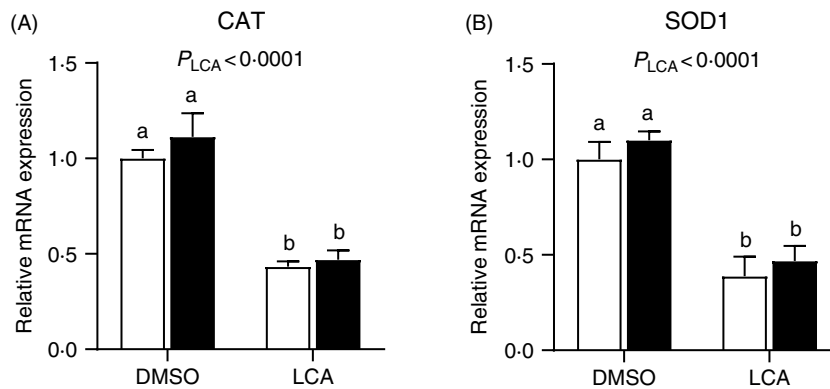 (A)
CAT
P_LCA < 0·0001
1·5
1·0
0·5
0·0
Relative mRNA expression
a
a
b
b
DMSO
LCA
(B)
SOD1
P_LCA < 0·0001
1·5
1·0
0·5
0·0
Relative mRNA expression
a
a
b
b
DMSO
LCA